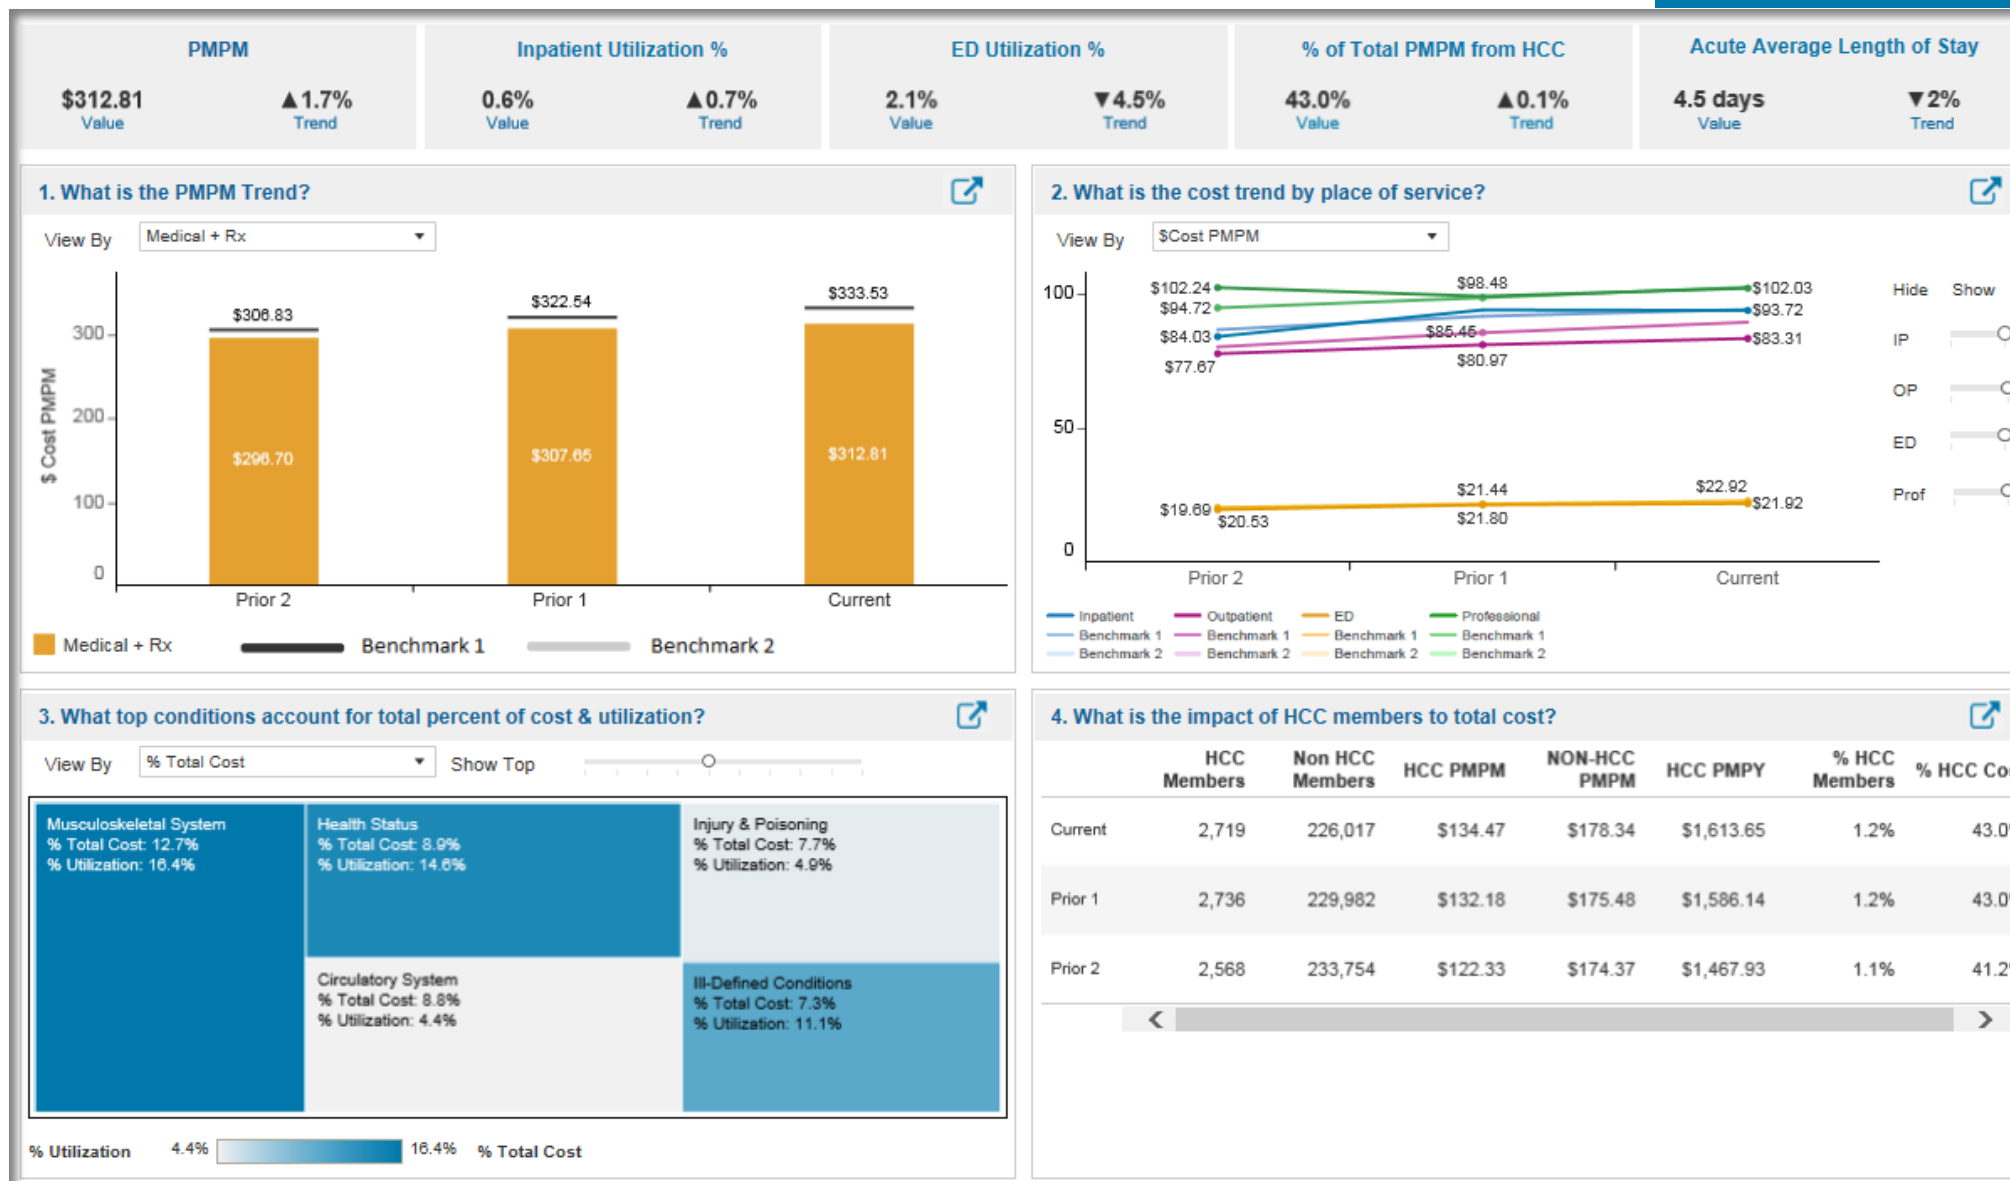 PMPM
$312.81 ▲1.7%
Value Trend
Inpatient Utilization %
0.6% ▲0.7%
Value Trend
ED Utilization %
2.1% ▼4.5%
Value Trend
% of Total PMPM from HCC
43.0% ▲0.1%
Value Trend
Acute Average Length of Stay
4.5 days ▼2%
Value Trend
1. What is the PMPM Trend?
View By Medical + Rx
$ Cost PMPM
300
200
100
0
$306.83
$322.54
$333.53
$296.70
$307.65
$312.81
Prior 2 Prior 1 Current
Medical + Rx Benchmark 1 Benchmark 2
2. What is the cost trend by place of service?
View By $Cost PMPM
100
50
0
$102.24
$94.72
$84.03
$77.67
$98.48
$85.45
$80.97
$102.03
$93.72
$83.31
$19.69
$20.53
$21.44
$21.80
$22.92
$21.92
Prior 2 Prior 1 Current
Hide Show
IP
OP
ED
Prof
Inpatient Outpatient ED Professional
Benchmark 1 Benchmark 1 Benchmark 1 Benchmark 1
Benchmark 2 Benchmark 2 Benchmark 2 Benchmark 2
3. What top conditions account for total percent of cost & utilization?
View By % Total Cost Show Top
Musculoskeletal System
% Total Cost: 12.7%
% Utilization: 16.4%
Health Status
% Total Cost: 8.9%
% Utilization: 14.6%
Injury & Poisoning
% Total Cost: 7.7%
% Utilization: 4.9%
Circulatory System
% Total Cost: 8.8%
% Utilization: 4.4%
Ill-Defined Conditions
% Total Cost: 7.3%
% Utilization: 11.1%
% Utilization 4.4% 16.4% % Total Cost
4. What is the impact of HCC members to total cost?
HCC Members Non HCC Members HCC PMPM NON-HCC PMPM HCC PMPY % HCC Members % HCC
Current 2,719 226,017 $134.47 $178.34 $1,613.65 1.2% 43.0
Prior 1 2,736 229,982 $132.18 $175.48 $1,586.14 1.2% 43.0
Prior 2 2,568 233,754 $122.33 $174.37 $1,467.93 1.1% 41.2